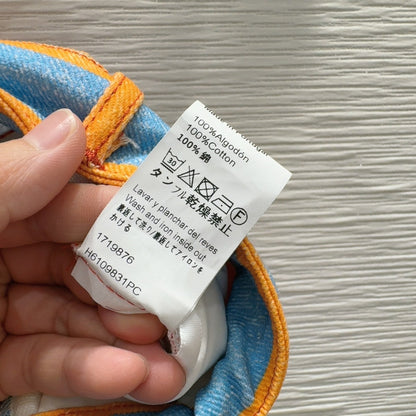 100%Algodón
100%Cotton
100% 綿
30 F
タンブル乾燥禁止
Lavar y planchar del reves
Wash and iron inside out
裏返して洗り/裏返してアイロンを
かける
1719876
H6109831PC